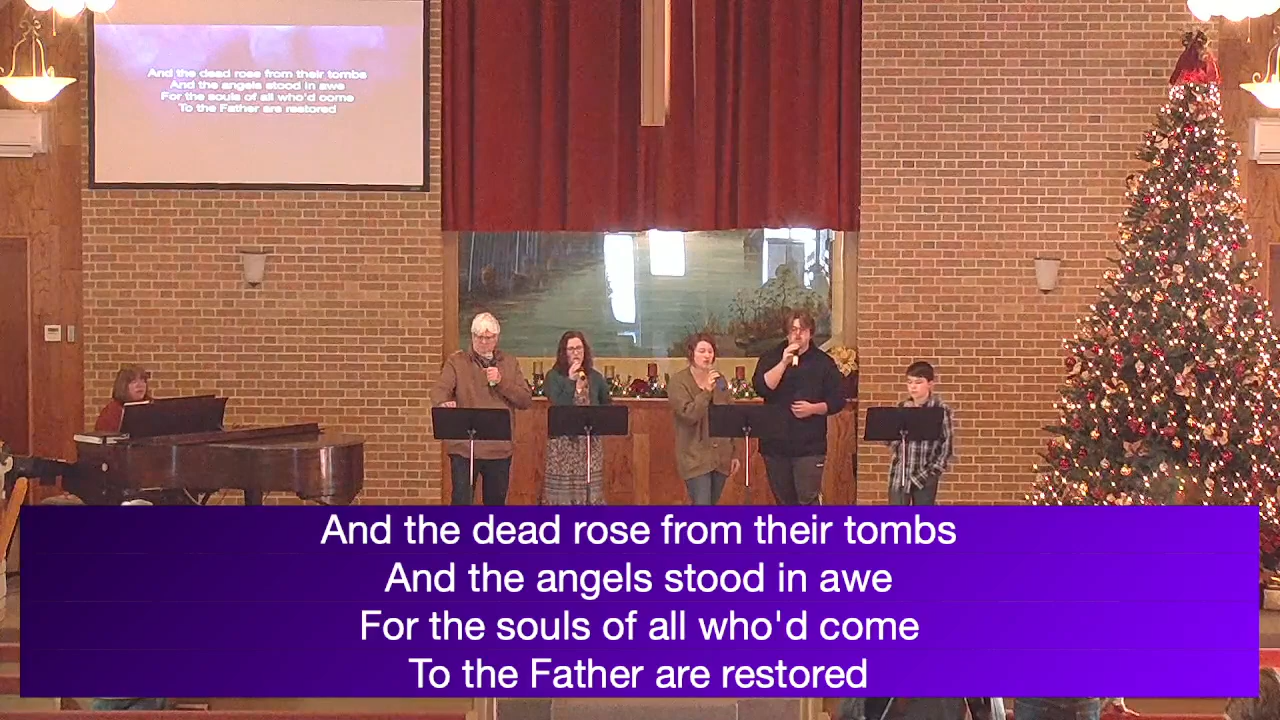 And the dead rose from their tombs
And the angels stood in awe
For the souls of all who'd come
To the Father are restored
And the dead rose from their tombs
And the angels stood in awe
For the souls of all who'd come
To the Father are restored